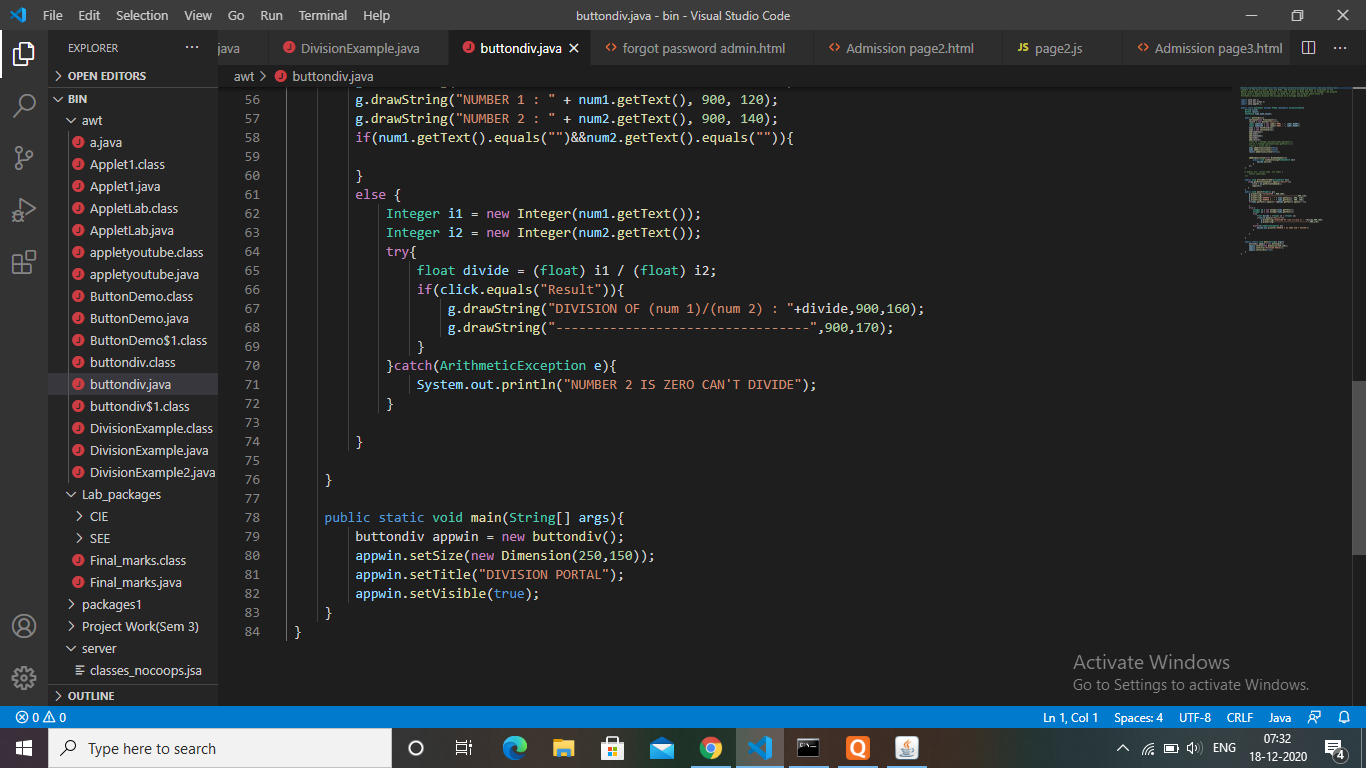 File Edit Selection View Go Run Terminal Help buttondiv.java - bin - Visual Studio Code
EXPLORER ··· java DivisionExample.java buttondiv.java forgot password admin.html Admission page2.html JS page2.js Admission page3.html ···
OPEN EDITORS
awt > buttondiv.java
BIN
awt
a.java
Applet1.class
Applet1.java
AppletLab.class
AppletLab.java
appletyoutube.class
appletyoutube.java
ButtonDemo.class
ButtonDemo.java
ButtonDemo$1.class
buttondiv.class
buttondiv.java
buttondiv$1.class
DivisionExample.class
DivisionExample.java
DivisionExample2.java
Lab_packages
CIE
SEE
Final_marks.class
Final_marks.java
packages1
Project Work(Sem 3)
server
classes_nocoops.jsa
OUTLINE
56 g.drawString("NUMBER 1 : " + num1.getText(), 900, 120);
57 g.drawString("NUMBER 2 : " + num2.getText(), 900, 140);
58 if(num1.getText().equals("")&&num2.getText().equals("")){
59
60 }
61 else {
62 Integer i1 = new Integer(num1.getText());
63 Integer i2 = new Integer(num2.getText());
64 try{
65 float divide = (float) i1 / (float) i2;
66 if(click.equals("Result")){
67 g.drawString("DIVISION OF (num 1)/(num 2) : "+divide,900,160);
68 g.drawString("---------------------------------",900,170);
69 }
70 }catch(ArithmeticException e){
71 System.out.println("NUMBER 2 IS ZERO CAN'T DIVIDE");
72 }
73
74 }
75
76 }
77
78 public static void main(String[] args){
79 buttondiv appwin = new buttondiv();
80 appwin.setSize(new Dimension(250,150));
81 appwin.setTitle("DIVISION PORTAL");
82 appwin.setVisible(true);
83 }
84 }
Activate Windows
Go to Settings to activate Windows.
0 0 Ln 1, Col 1 Spaces: 4 UTF-8 CRLF Java
Type here to search ENG 07:32
18-12-2020 4